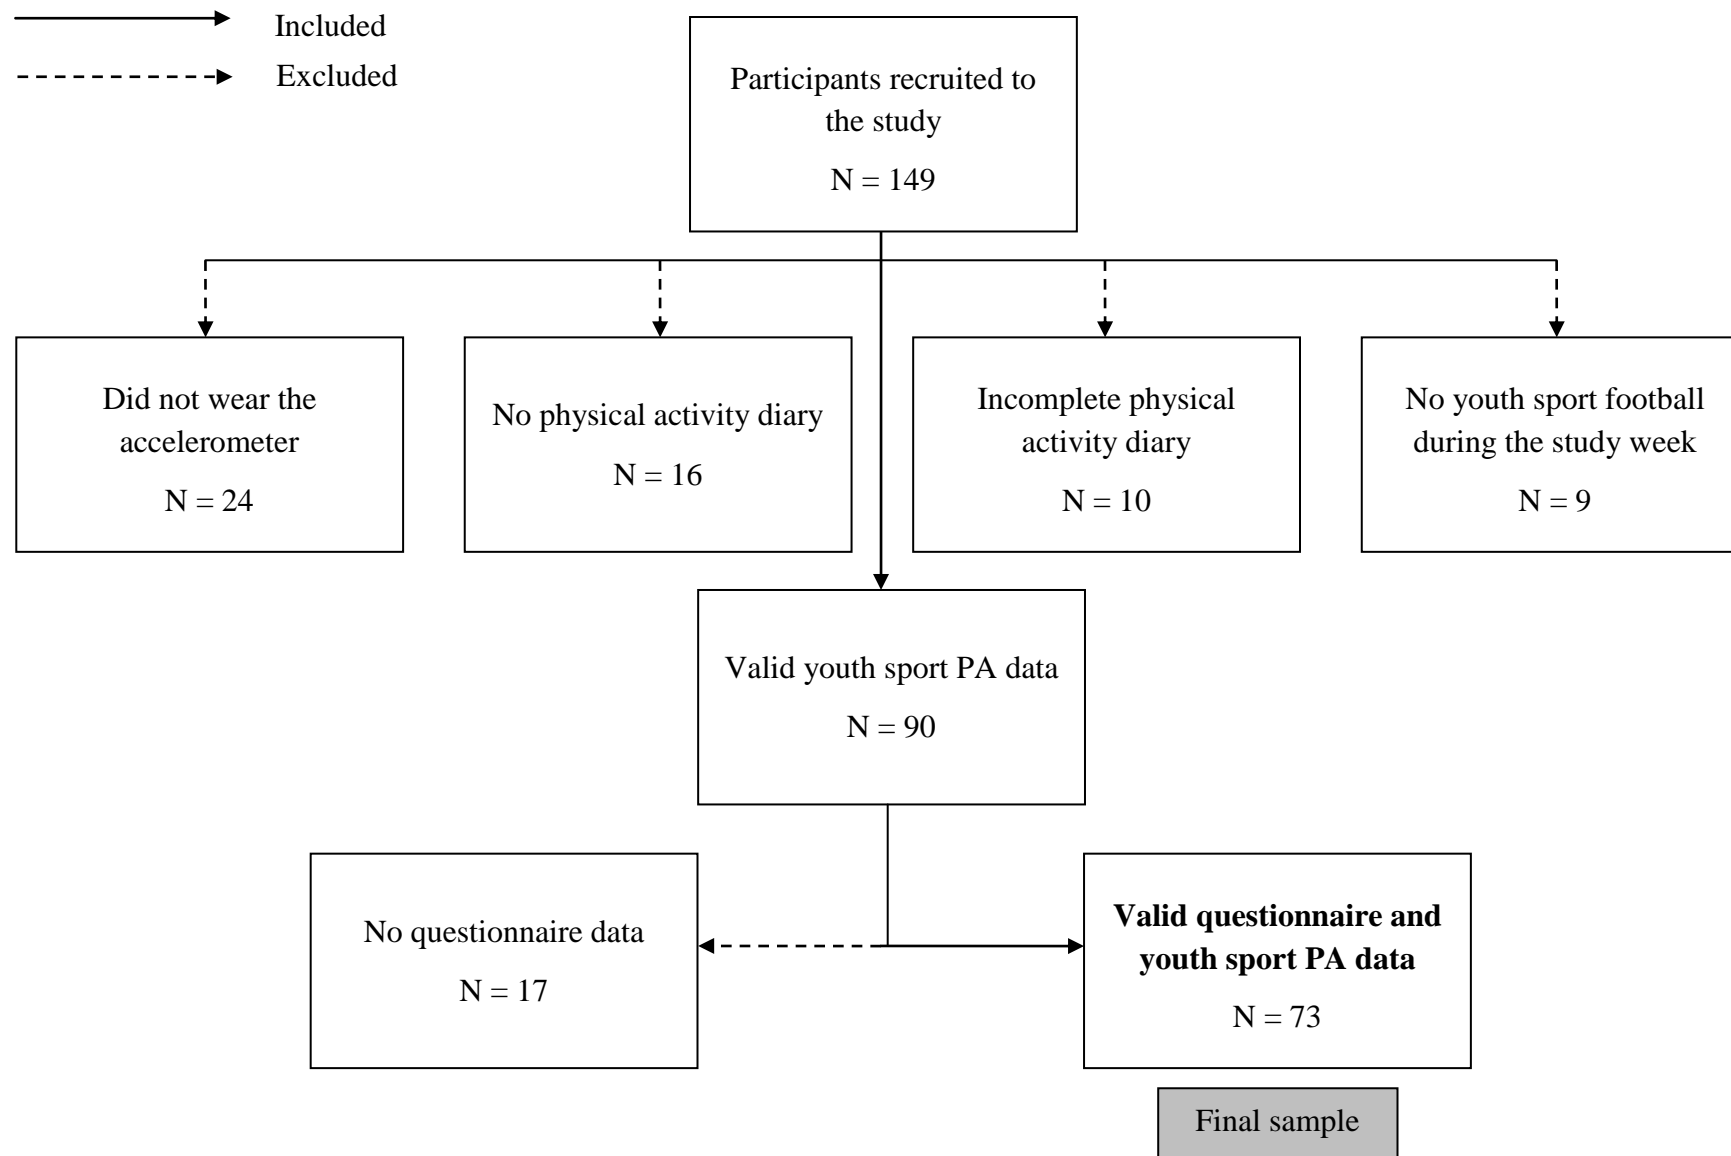 Included
Excluded
Participants recruited to
the study
N = 149
Did not wear the
accelerometer
N = 24
No physical activity diary
N = 16
Incomplete physical
activity diary
N = 10
No youth sport football
during the study week
N = 9
Valid youth sport PA data
N = 90
No questionnaire data
N = 17
Valid questionnaire and
youth sport PA data
N = 73
Final sample